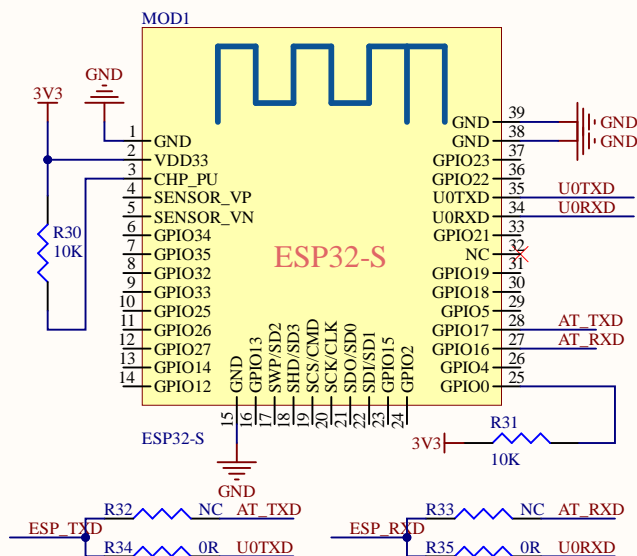 MOD1
GND
3V3
1 GND
2 VDD33
3 CHP_PU
4 SENSOR_VP
5 SENSOR_VN
6 GPIO34
7 GPIO35
8 GPIO32
9 GPIO33
10 GPIO25
11 GPIO26
12 GPIO27
13 GPIO14
14 GPIO12
R30
10K
ESP32-S
GND 39 GND
GND 38 GND
GPIO23 37
GPIO22 36
U0TXD 35 U0TXD
U0RXD 34 U0RXD
GPIO21 33
NC 32
GPIO19 31
GPIO18 30
GPIO5 29
GPIO17 28 AT_TXD
GPIO16 27 AT_RXD
GPIO4 26
GPIO0 25
GND 15
GPIO13 16
SWP/SD2 17
SHD/SD3 18
SCS/CMD 19
SCK/CLK 20
SDO/SD0 21
SDI/SD1 22
GPIO15 23
GPIO2 24
ESP32-S
GND
3V3 R31
10K
R32 NC AT_TXD
ESP_TXD
R34 0R U0TXD
R33 NC AT_RXD
ESP_RXD
R35 0R U0RXD